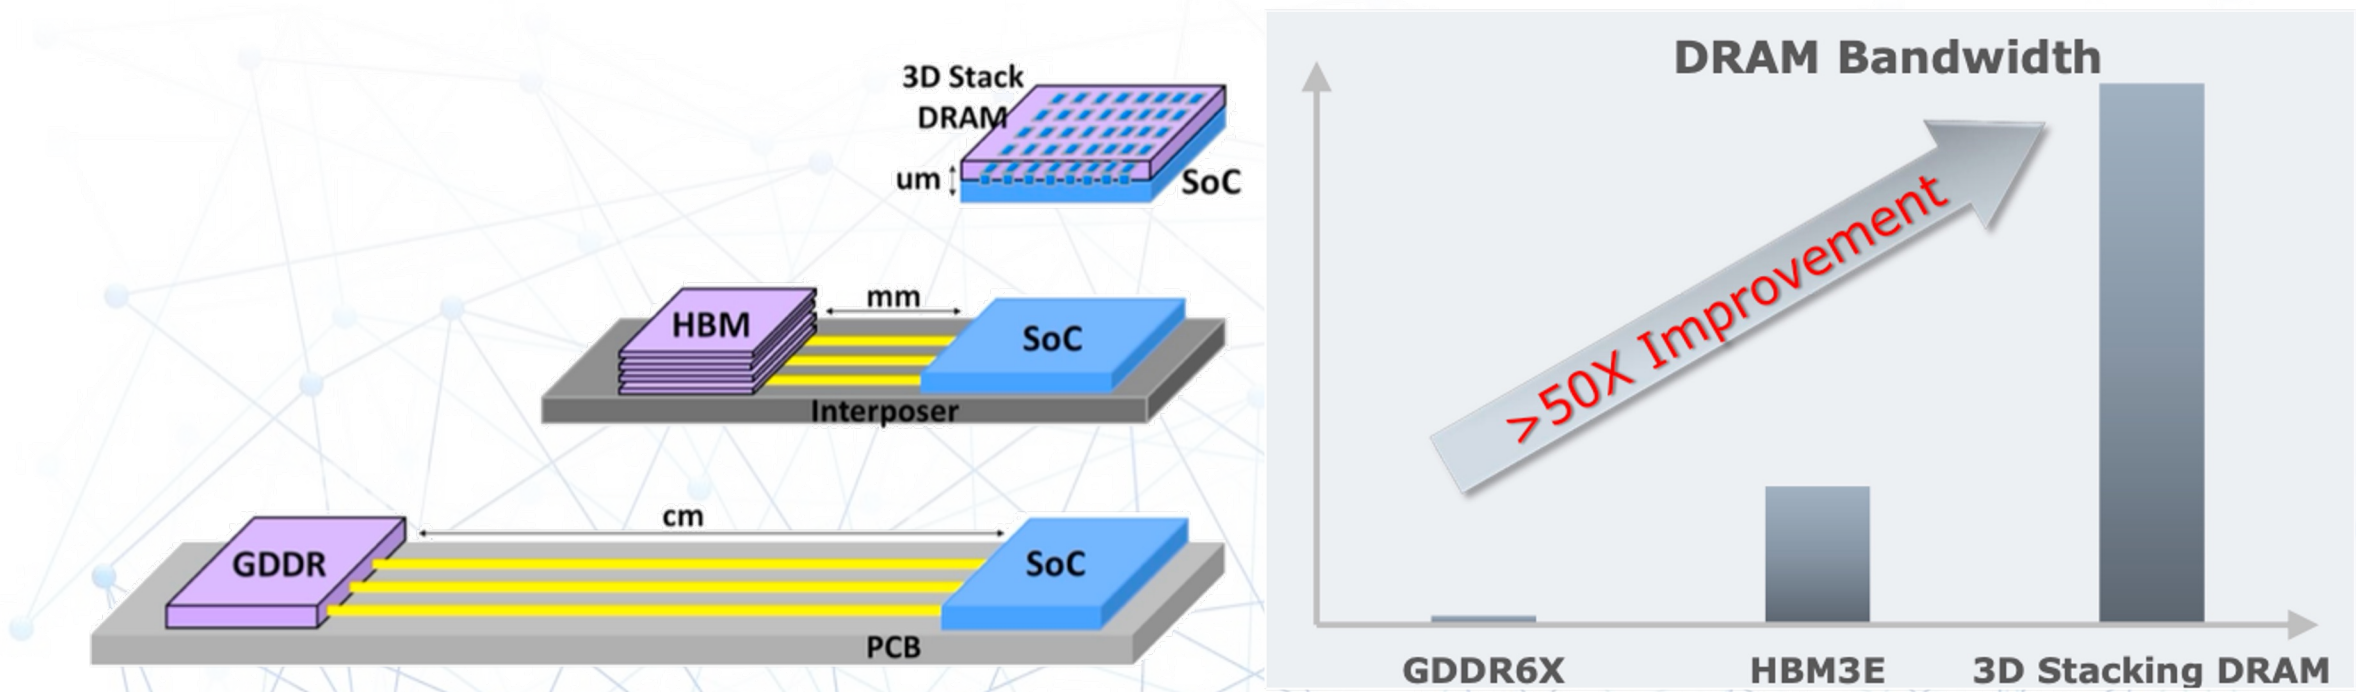 3D Stack
DRAM
um
SoC
HBM
mm
SoC
Interposer
GDDR
cm
SoC
PCB
DRAM Bandwidth
>50X Improvement
GDDR6X
HBM3E
3D Stacking DRAM